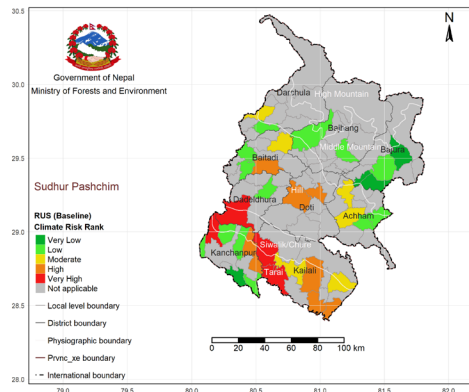 30.5
N
Government of Nepal
Ministry of Forests and Environment
30.0
Darchula
High Mountain
Bajhang
Middle Mountain
Bajura
29.5
Baitadi
Sudhur Pashchim
Dadeldhura
Hill
Doti
Achham
RUS (Baseline)
Climate Risk Rank
Very Low
Low
Moderate
High
Very High
Not applicable
29.0
Siwalik/Chure
Kanchanpur
Tarai
Kailali
Local level boundary
District boundary
Physiographic boundary
Prvnc_xe boundary
International boundary
28.5
0 20 40 60 80 100 km
28.0
79.0 79.5 80.0 80.5 81.0 81.5 82.0